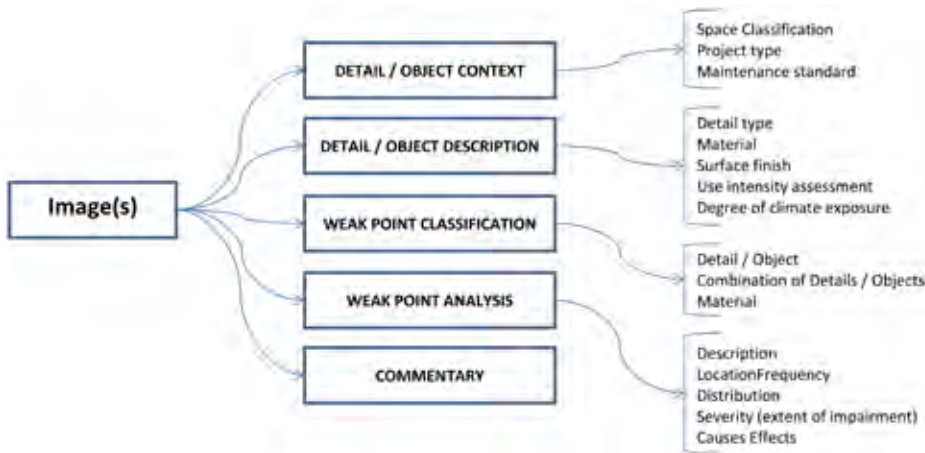 Image(s)
DETAIL / OBJECT CONTEXT
Space Classification
Project type
Maintenance standard
DETAIL / OBJECT DESCRIPTION
Detail type
Material
Surface finish
Use intensity assessment
Degree of climate exposure
WEAK POINT CLASSIFICATION
Detail / Object
Combination of Details / Objects
Material
WEAK POINT ANALYSIS
Description
LocationFrequency
Distribution
Severity (extent of impairment)
Causes Effects
COMMENTARY